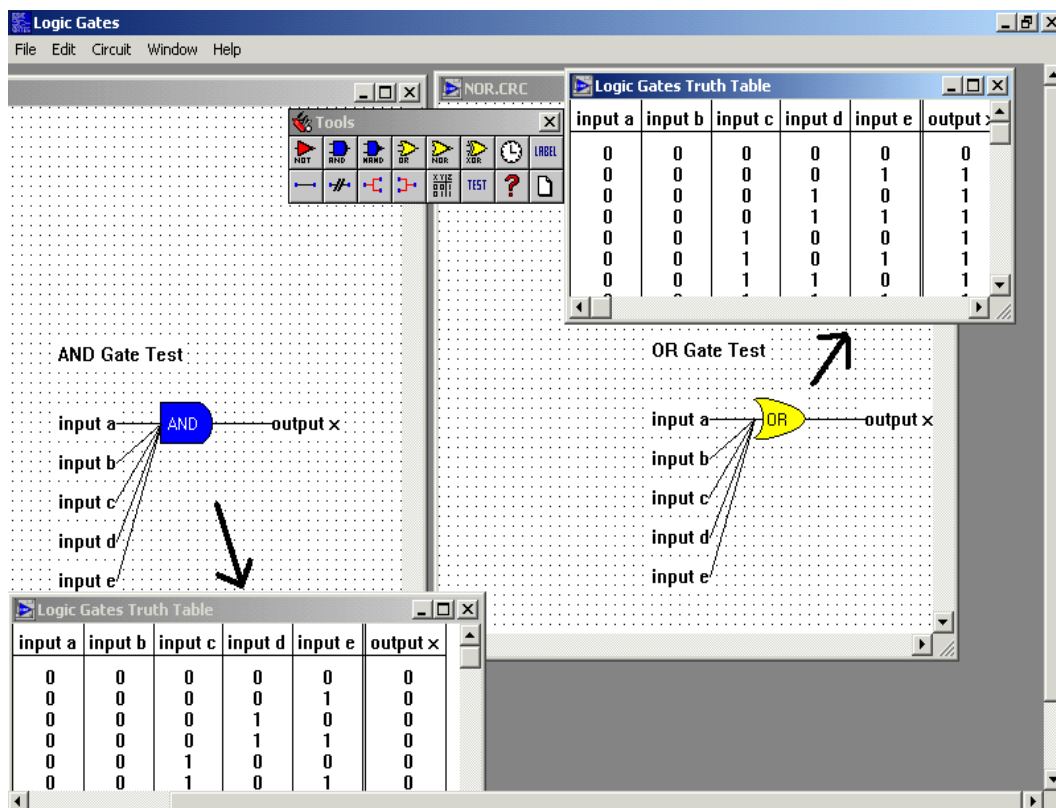 Logic Gates
File Edit Circuit Window Help
NOR.CRC
Tools
NOT AND NAND OR NOR XOR LABEL
TEST ?
Logic Gates Truth Table
input a input b input c input d input e output x
0 0 0 0 0 0
0 0 0 0 1 1
0 0 0 1 0 1
0 0 0 1 1 1
0 0 1 0 0 1
0 0 1 0 1 1
0 0 1 1 0 1
AND Gate Test
input a AND output x
input b
input c
input d
input e
OR Gate Test
input a OR output x
input b
input c
input d
input e
Logic Gates Truth Table
input a input b input c input d input e output x
0 0 0 0 0 0
0 0 0 0 1 0
0 0 0 1 0 0
0 0 0 1 1 0
0 0 1 0 0 0
0 0 1 0 1 0